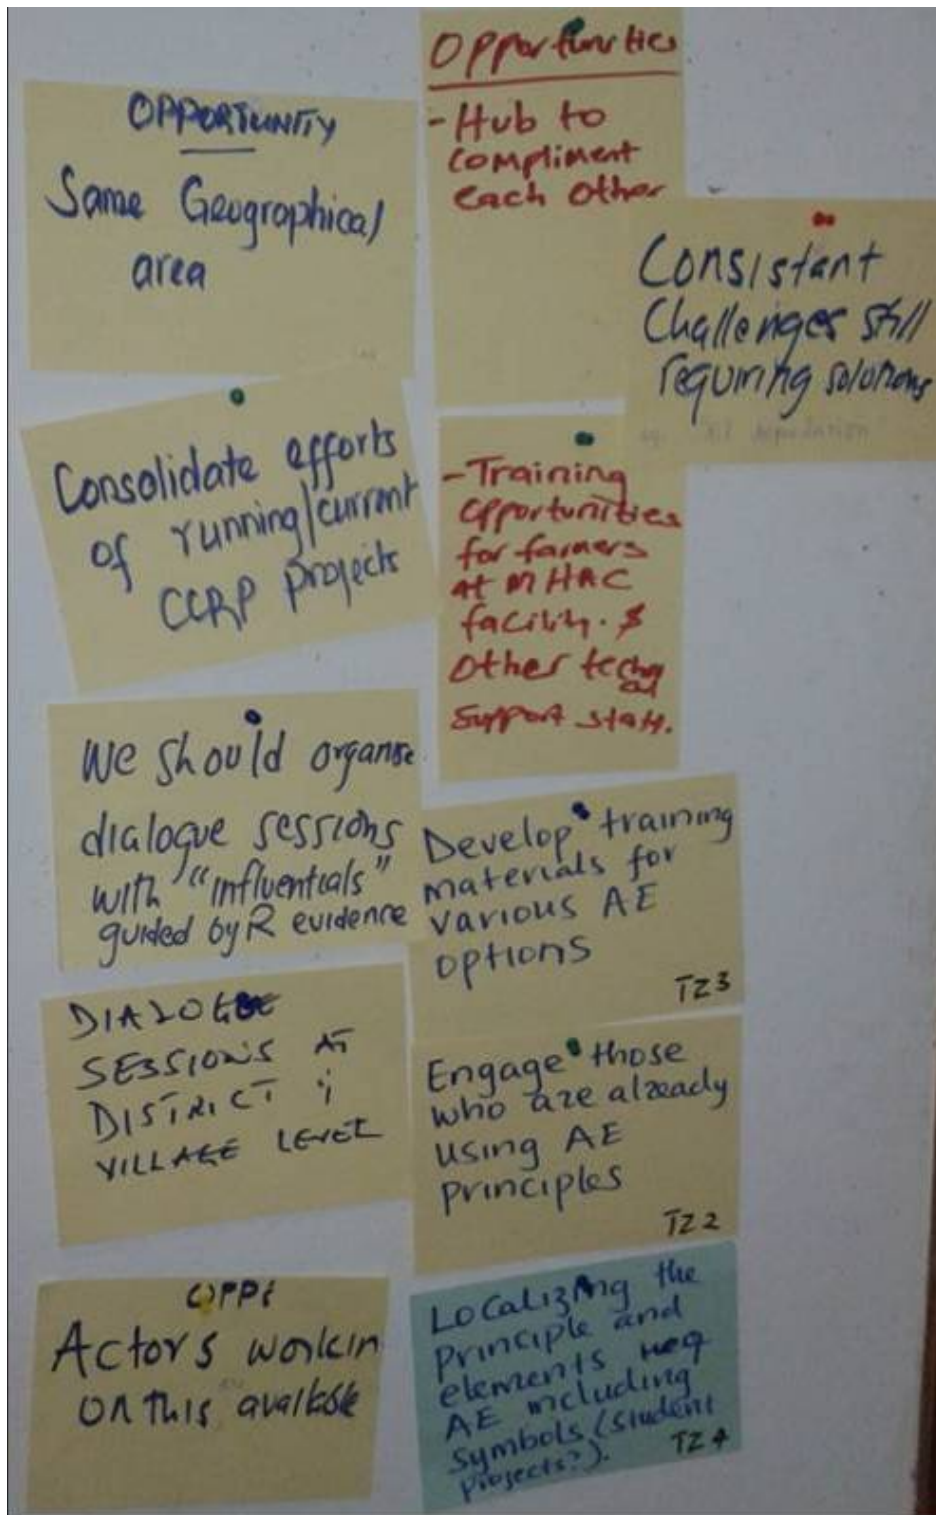 OPPORTUNITY
Same Geographical
area
Consolidate efforts
of running/current
CCRP projects
We should organise
dialogue sessions
with "influentials"
guided by R evidence
DIALOGUE
SESSIONS AT
DISTRICT &
VILLAGE LEVEL
OPPS
Actors workin
on this available
Opportunities
- Hub to
compliment
each other
- Training
opportunities
for farmers
at MHAC
facility. &
Other
Support staff.
Develop training
materials for
various AE
options
TZ3
Engage those
who are already
using AE
principles
TZ2
Localizing the
principle and
elements
AE including
symbols (student
projects?).
TZ4
Consistant
Challenges still
requiring solutions